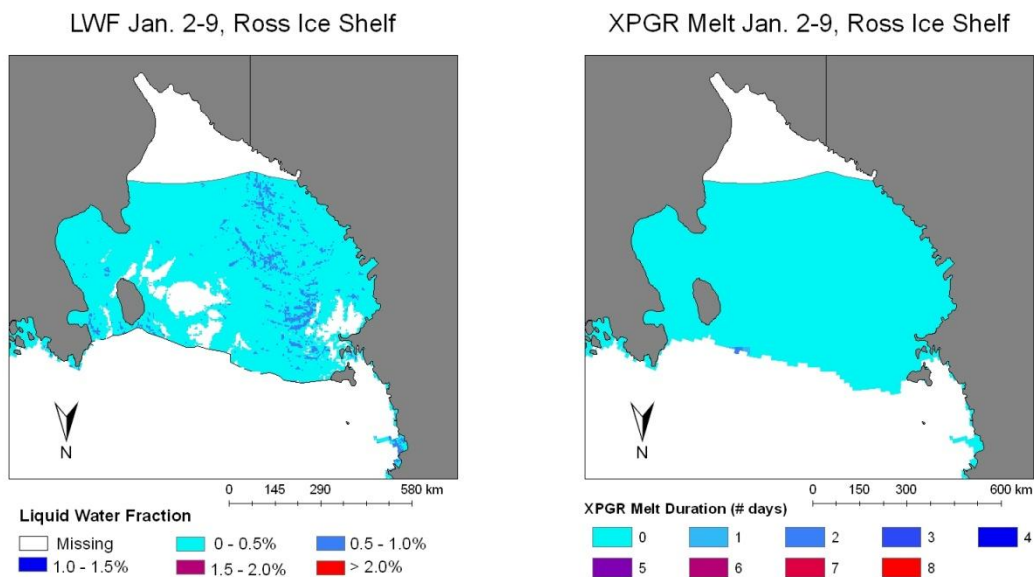 LWF Jan. 2-9, Ross Ice Shelf
XPGR Melt Jan. 2-9, Ross Ice Shelf
N
0 145 290 580 km
N
0 150 300 600 km
Liquid Water Fraction
Missing 0 - 0.5% 0.5 - 1.0%
1.0 - 1.5% 1.5 - 2.0% > 2.0%
XPGR Melt Duration (# days)
0 1 2 3 4
5 6 7 8